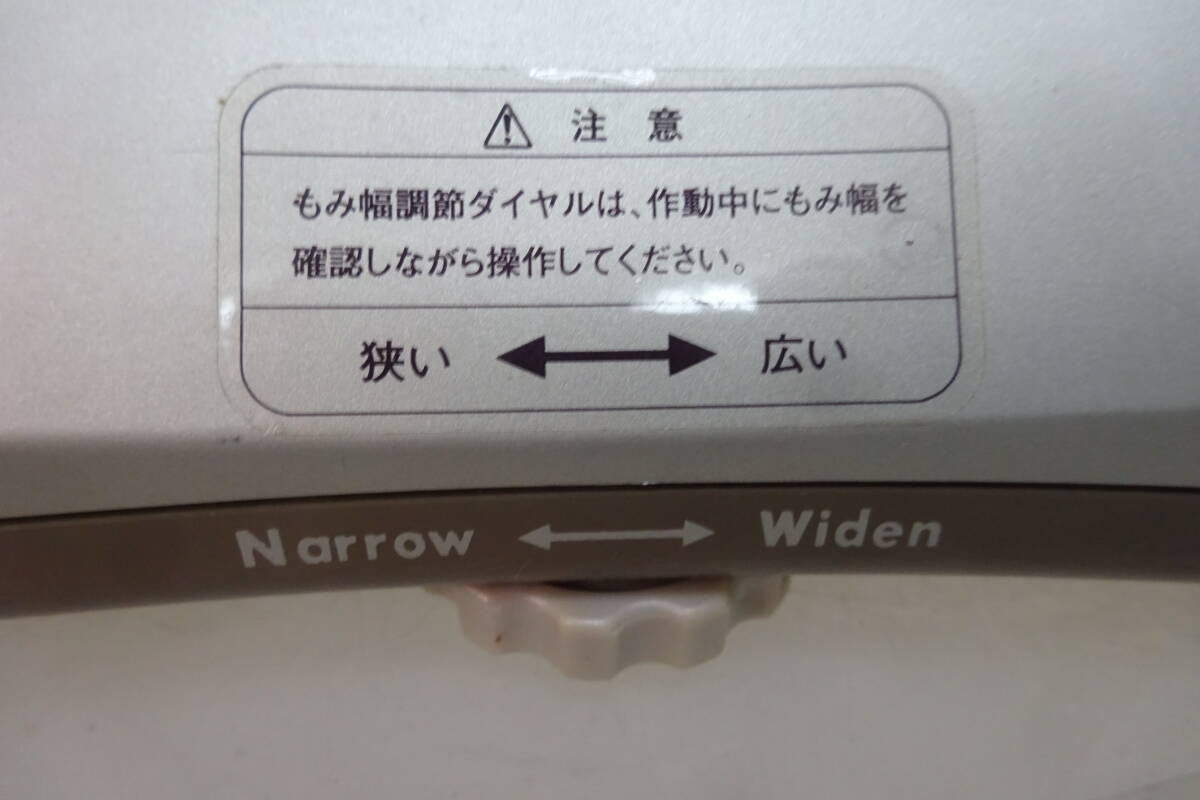 注 意
もみ幅調節ダイヤルは、作動中にもみ幅を
確認しながら操作してください。
狭い ⟷ 広い
Narrow ⟷ Widen